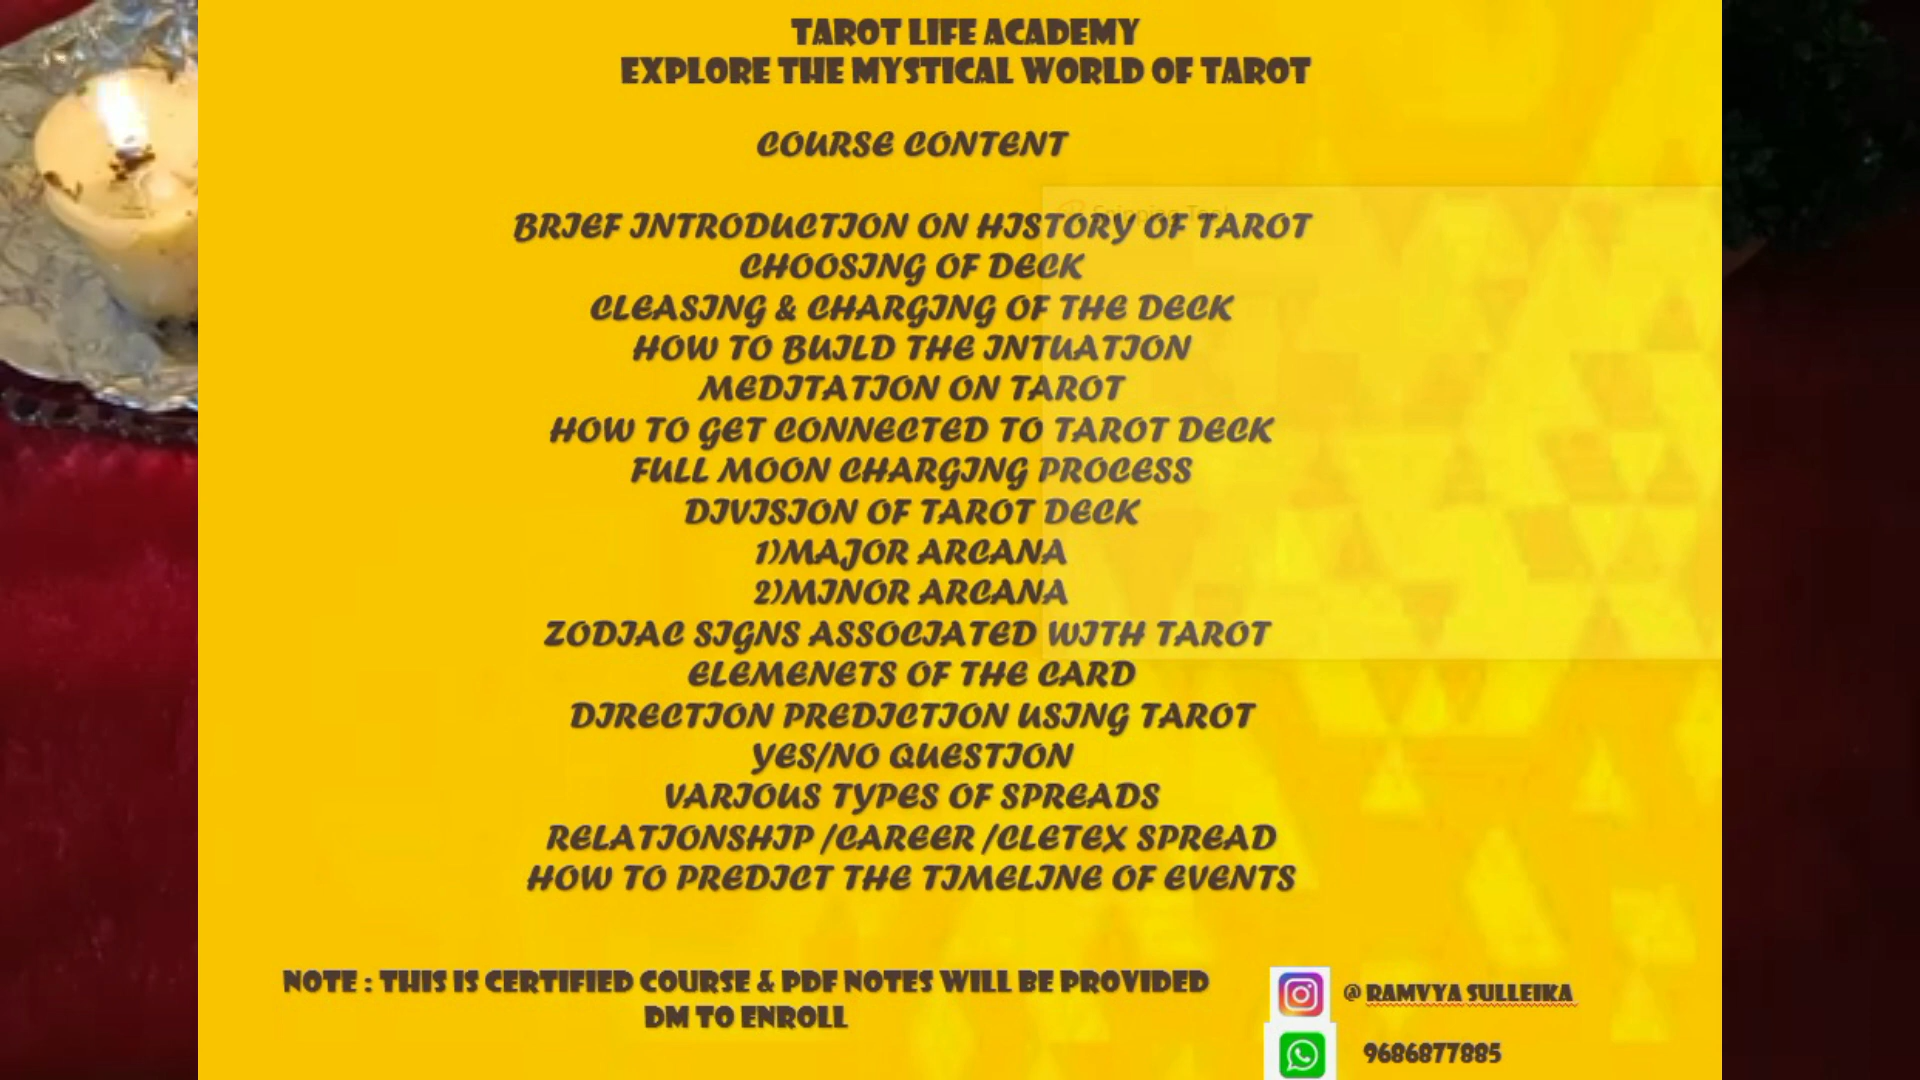 TAROT LIFE ACADEMY
EXPLORE THE MYSTICAL WORLD OF TAROT
COURSE CONTENT
BRIEF INTRODUCTION ON HISTORY OF TAROT
CHOOSING OF DECK
CLEASING & CHARGING OF THE DECK
HOW TO BUILD THE INTUATION
MEDITATION ON TAROT
HOW TO GET CONNECTED TO TAROT DECK
FULL MOON CHARGING PROCESS
DIVISION OF TAROT DECK
1)MAJOR ARCANA
2)MINOR ARCANA
ZODIAC SIGNS ASSOCIATED WITH TAROT
ELEMENETS OF THE CARD
DIRECTION PREDICTION USING TAROT
YES/NO QUESTION
VARIOUS TYPES OF SPREADS
RELATIONSHIP /CAREER /CLETEX SPREAD
HOW TO PREDICT THE TIMELINE OF EVENTS
NOTE : THIS IS CERTIFIED COURSE & PDF NOTES WILL BE PROVIDED
DM TO ENROLL
@ RAMVYA SULLEIKA
9686877885